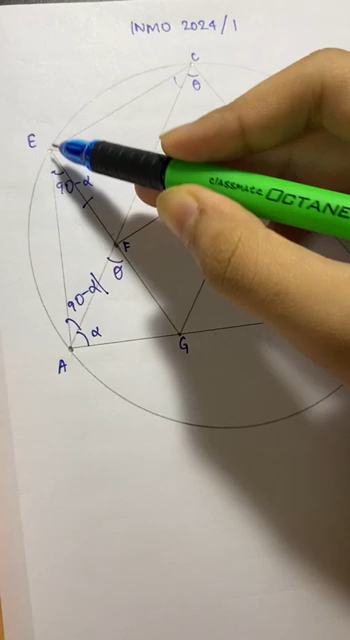 INMO 2024/1
C
θ
E
90-α
classmate OCTANE
F
θ
90-α
α
G
A